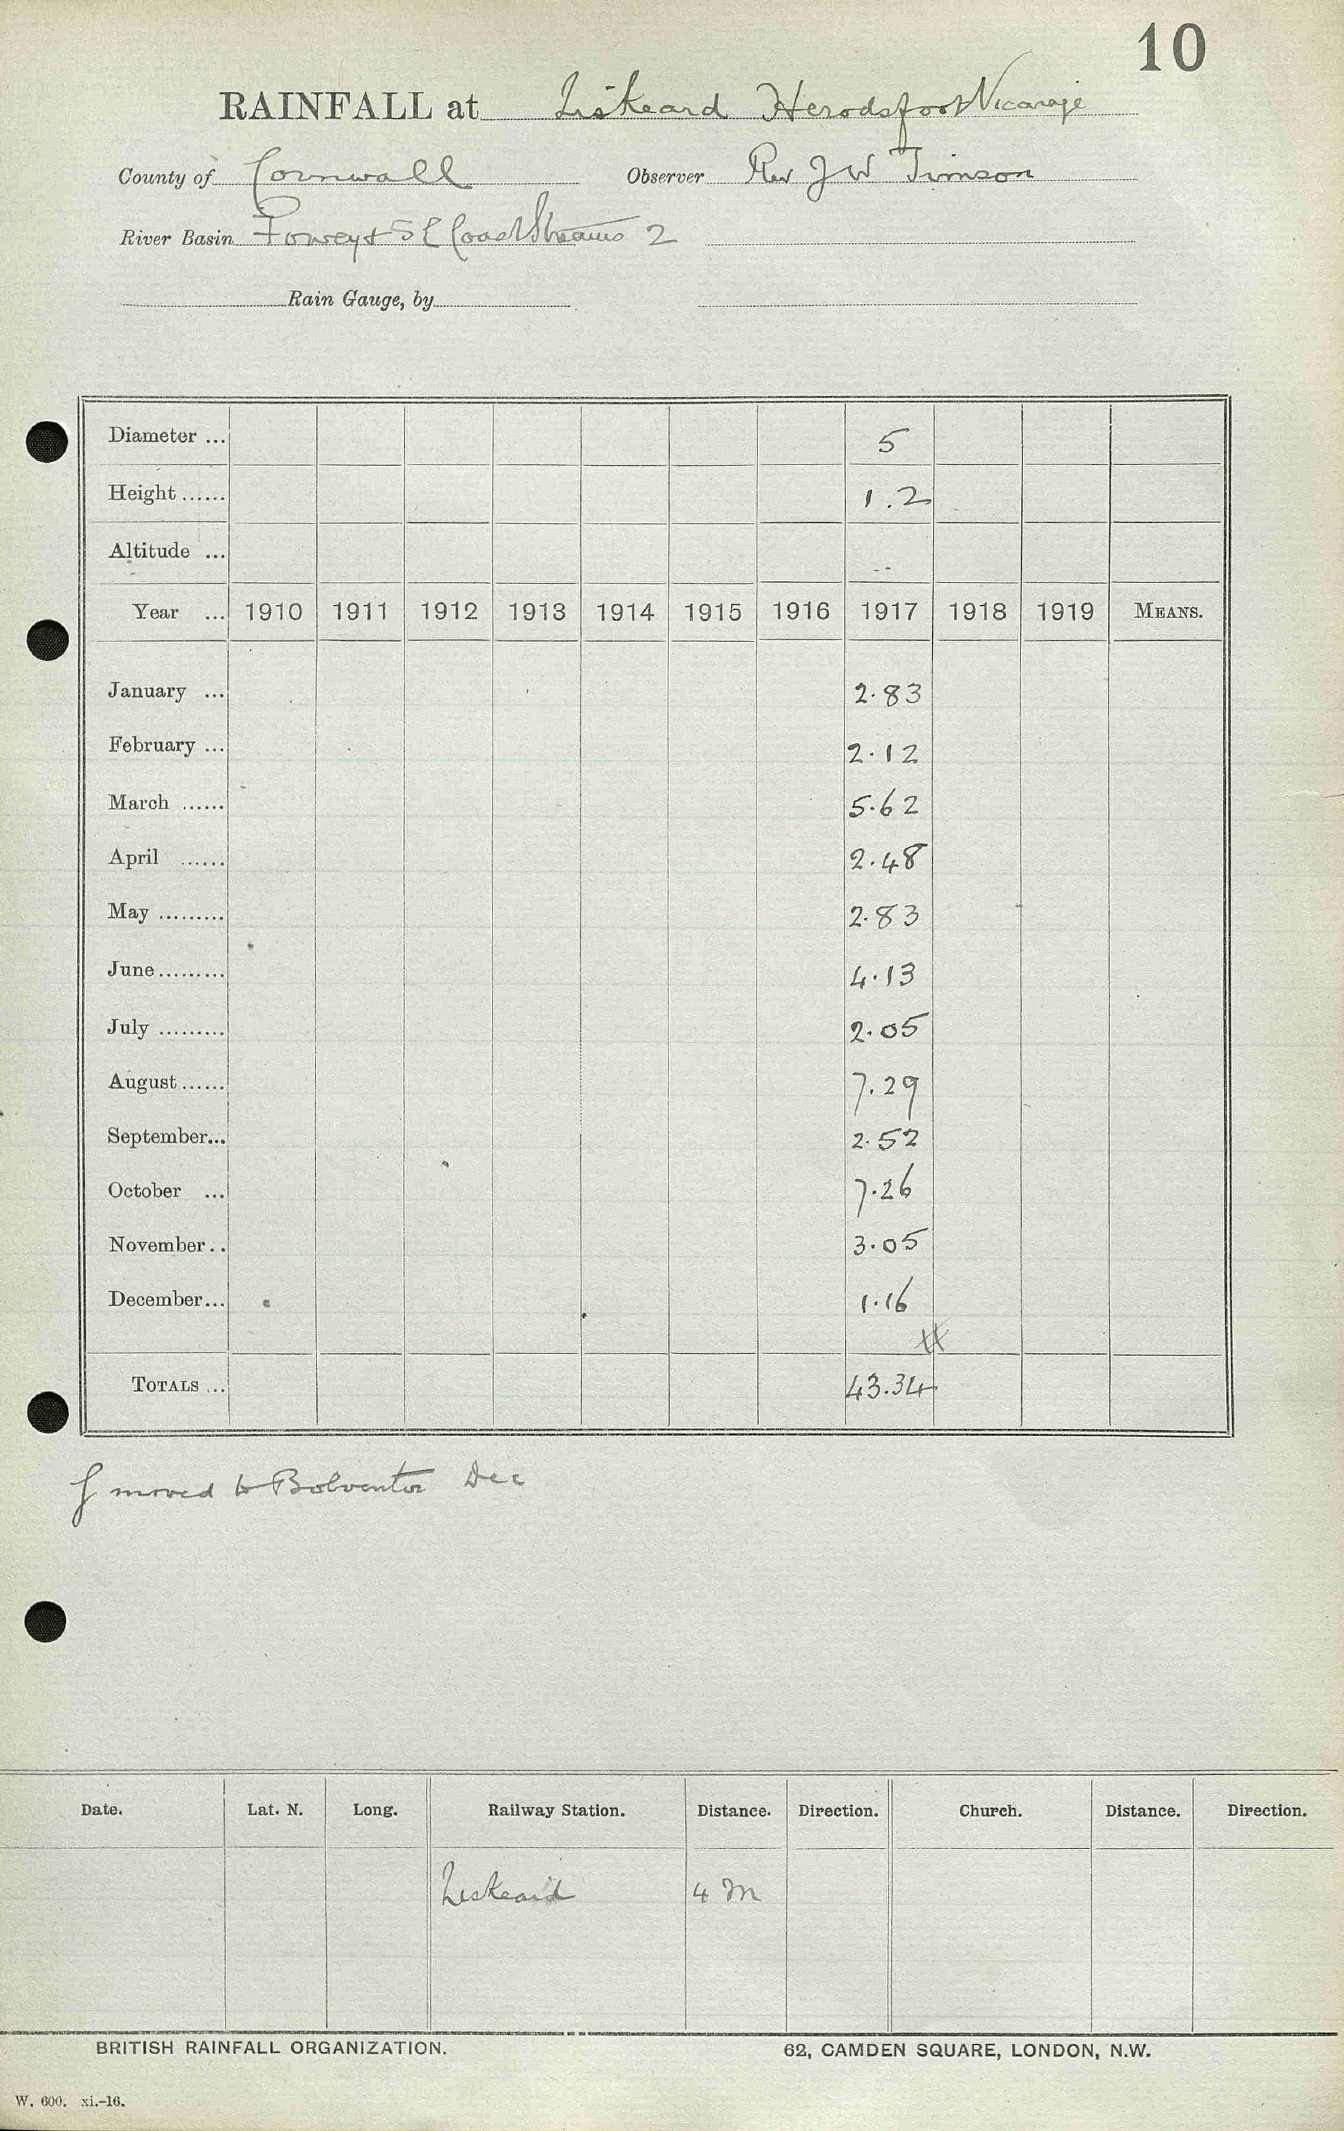 10
RAINFALL at Liskeard Herodsfoot Vicarage
County of Cornwall Observer Rev J W Timson
River Basin Fowey & S E Coast Streams 2
Rain Gauge, by
Diameter ... 5
Height ...... 1.2
Altitude ... --
Year ... 1910 1911 1912 1913 1914 1915 1916 1917 1918 1919 MEANS.
January ... 2.83
February ... 2.12
March ...... 5.62
April ...... 2.48
May ......... 2.83
June ......... 4.13
July ......... 2.05
August ...... 7.29
September... 2.52
October ... 7.26
November .. 3.05
December... 1.16
TOTALS ... 43.34
g moved to Bolventor Dec
Date. Lat. N. Long. Railway Station. Distance. Direction. Church. Distance. Direction.
Liskeard 4 m
BRITISH RAINFALL ORGANIZATION. 62, CAMDEN SQUARE, LONDON, N.W.
W. 600. xi.-16.